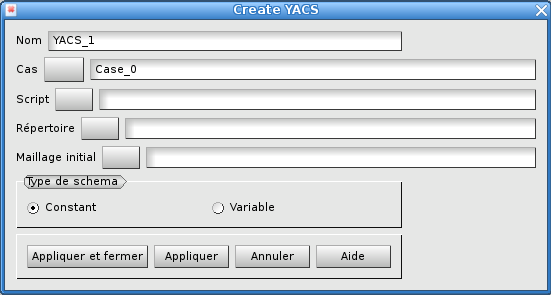 Create YACS
Nom YACS_1
Cas Case_0
Script
Répertoire
Maillage initial
Type de schema
Constant Variable
Appliquer et fermer Appliquer Annuler Aide